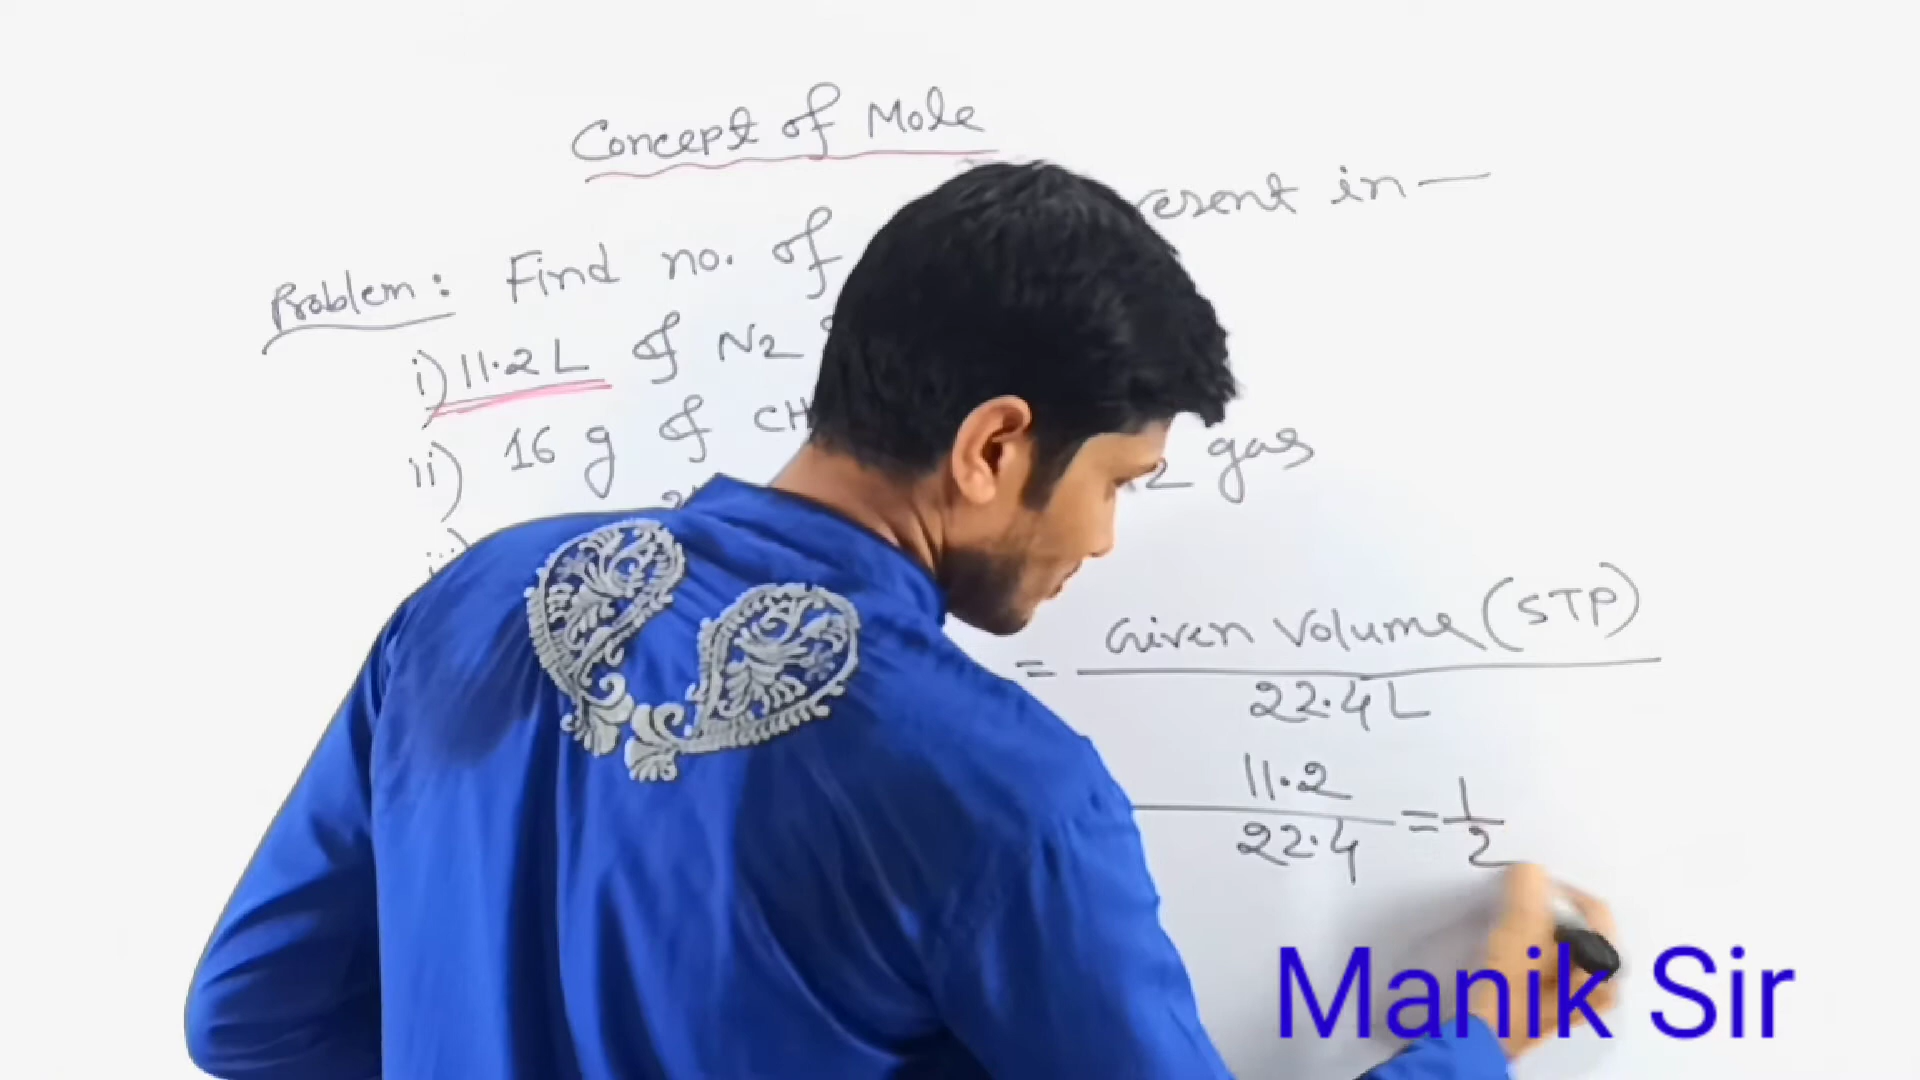 Concept of Mole
Problem: Find no. of resent in —
i) 11.2 L of N2
ii) 16 g of CH
2 gas
= Given Volume (STP)
22.4 L
11.2
22.4
= 1
2
Manik Sir